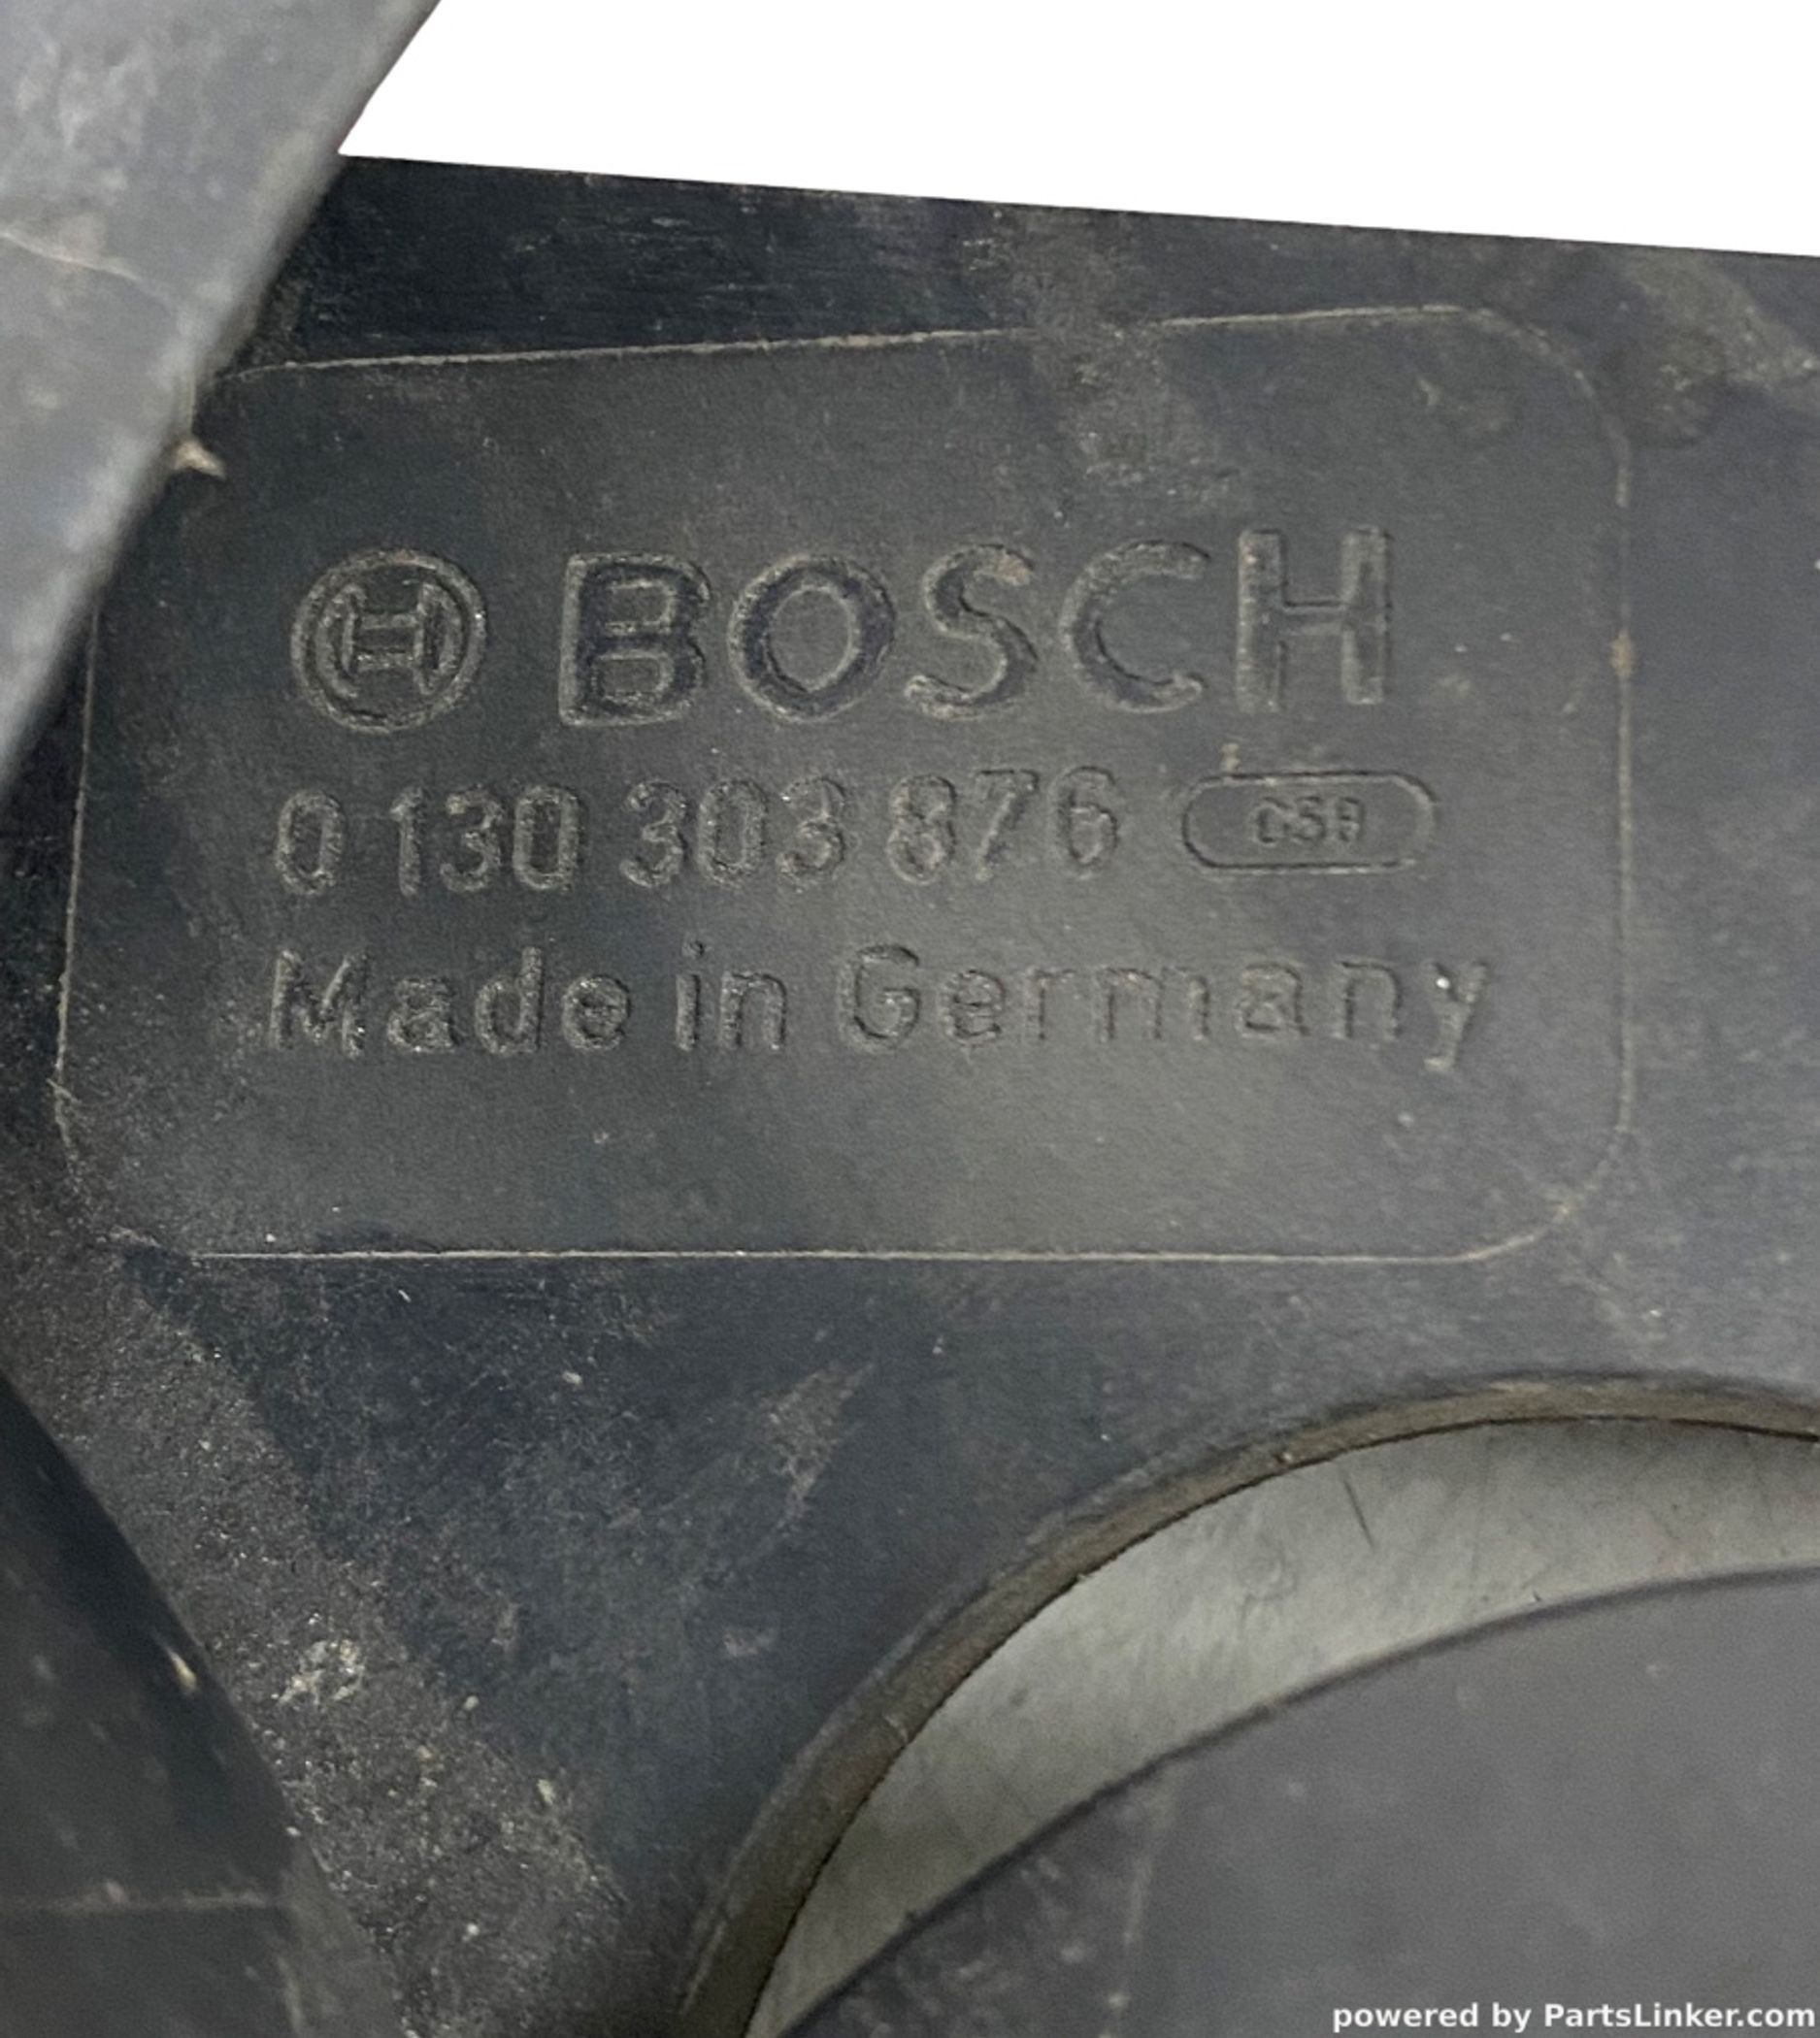 BOSCH
0 130 303 876
Made in Germany
powered by PartsLinker.com